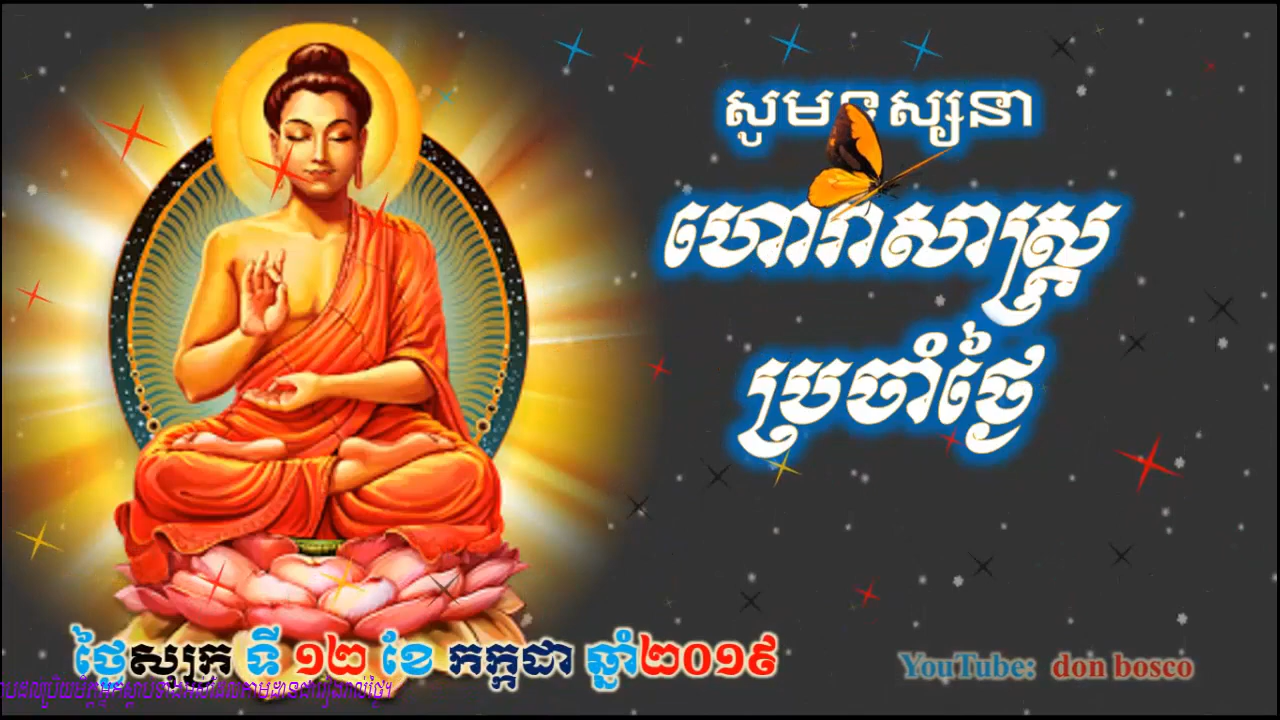 សូមទស្សនា
ហោរាសាស្ត្រ
ប្រចាំថ្ងៃ
ថ្ងៃសុក្រ ទី ១២ ខែ កក្កដា ឆ្នាំ២០១៩
YouTube: don bosco